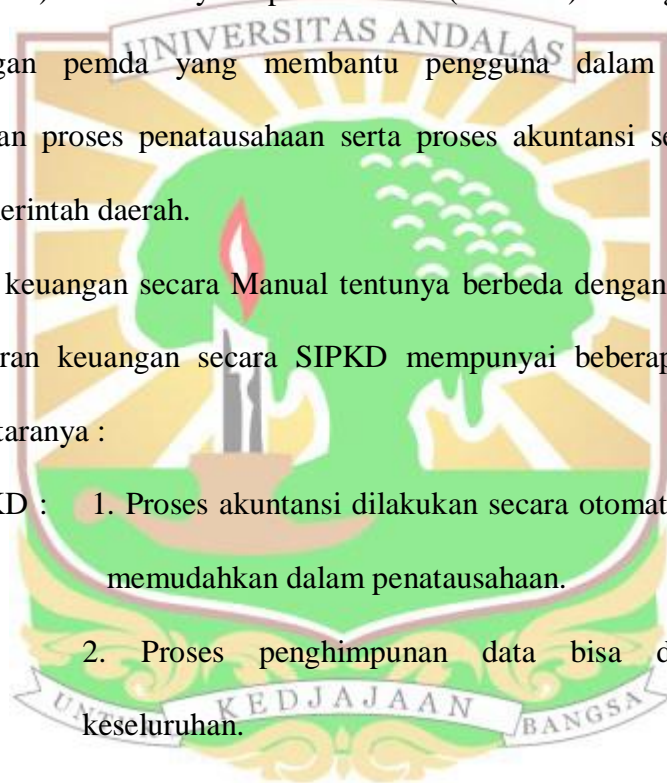 UNIVERSITAS ANDALAS
gan pemda yang membantu pengguna dalam
an proses penatausahaan serta proses akuntansi se
erintah daerah.
keuangan secara Manual tentunya berbeda dengan
ran keuangan secara SIPKD mempunyai beberap
taranya :
KD : 1. Proses akuntansi dilakukan secara otomat
memudahkan dalam penatausahaan.
2. Proses penghimpunan data bisa d
keseluruhan.
UNTUK KEDJAJAAN BANGSA